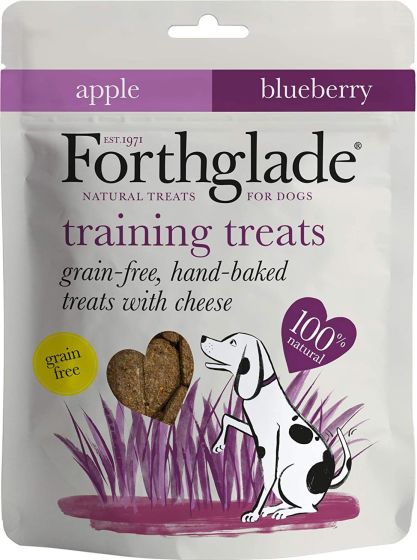 apple blueberry
EST.1971
Forthglade®
NATURAL TREATS FOR DOGS
training treats
grain-free, hand-baked
treats with cheese
100%
natural
grain
free